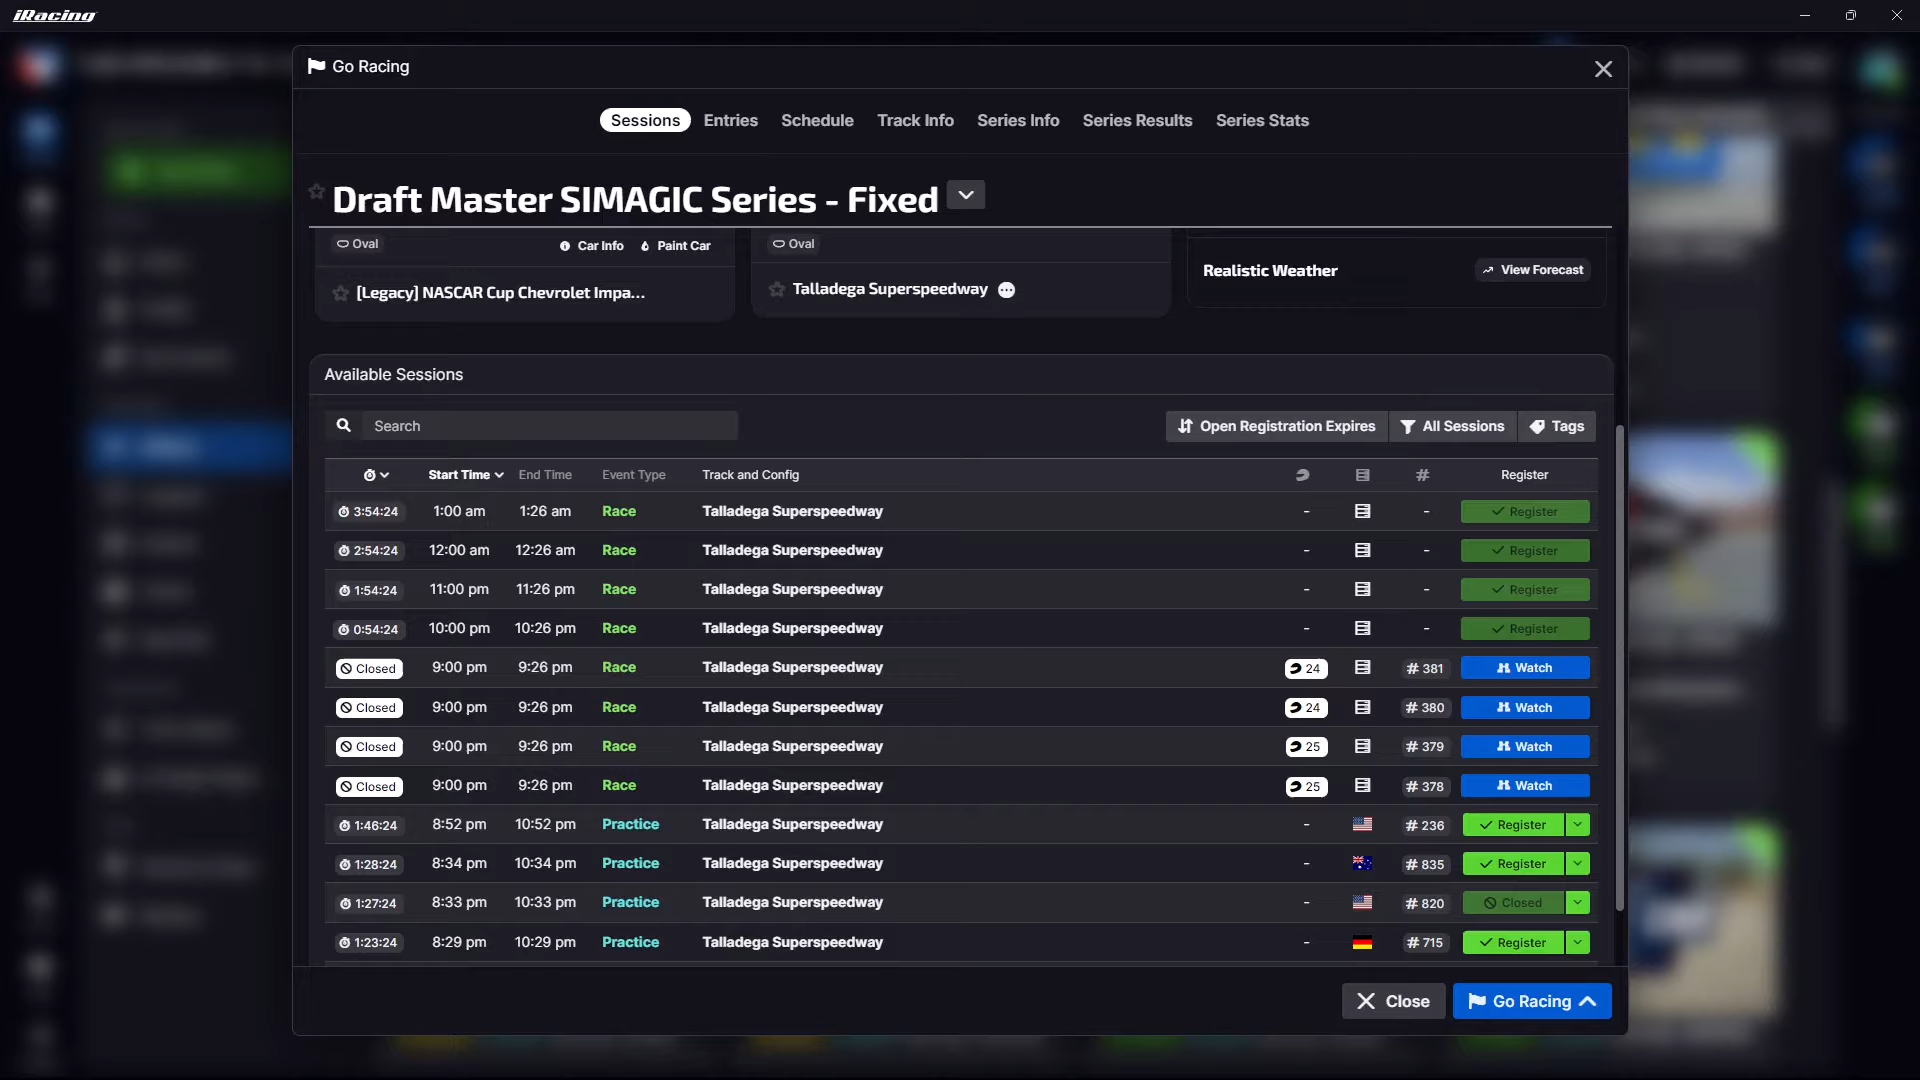 iRacing
Go Racing
Sessions Entries Schedule Track Info Series Info Series Results Series Stats
Draft Master SIMAGIC Series - Fixed
Oval Car Info Paint Car Oval
[Legacy] NASCAR Cup Chevrolet Impa... Talladega Superspeedway Realistic Weather View Forecast
Available Sessions
Search Open Registration Expires All Sessions Tags
Start Time End Time Event Type Track and Config # Register
3:54:24 1:00 am 1:26 am Race Talladega Superspeedway - - Register
2:54:24 12:00 am 12:26 am Race Talladega Superspeedway - - Register
1:54:24 11:00 pm 11:26 pm Race Talladega Superspeedway - - Register
0:54:24 10:00 pm 10:26 pm Race Talladega Superspeedway - - Register
Closed 9:00 pm 9:26 pm Race Talladega Superspeedway 24 # 381 Watch
Closed 9:00 pm 9:26 pm Race Talladega Superspeedway 24 # 380 Watch
Closed 9:00 pm 9:26 pm Race Talladega Superspeedway 25 # 379 Watch
Closed 9:00 pm 9:26 pm Race Talladega Superspeedway 25 # 378 Watch
1:46:24 8:52 pm 10:52 pm Practice Talladega Superspeedway - # 236 Register
1:28:24 8:34 pm 10:34 pm Practice Talladega Superspeedway - # 835 Register
1:27:24 8:33 pm 10:33 pm Practice Talladega Superspeedway - # 820 Closed
1:23:24 8:29 pm 10:29 pm Practice Talladega Superspeedway - # 715 Register
Close Go Racing